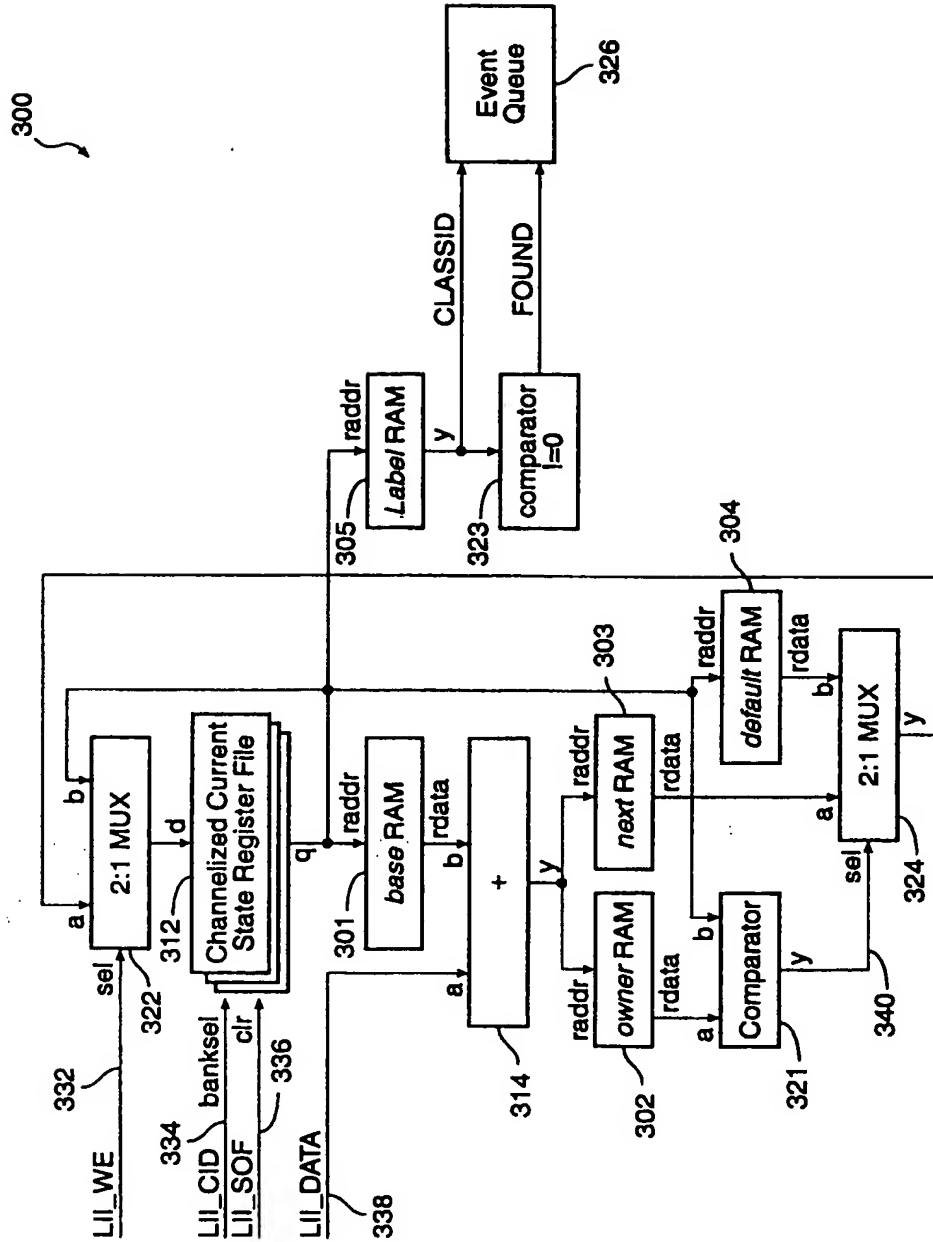 300
LII_WE
332
sel
a
b
2:1 MUX
322
d
312
Channelized Current
State Register File
LII_CID
334
banksel
LII_SOF
clr
336
q
LII_DATA
338
raddr
301
base RAM
rdata
a
b
+
314
y
raddr
302
owner RAM
rdata
raddr
303
next RAM
rdata
raddr
304
default RAM
rdata
a
b
Comparator
321
y
340
sel
a
b
2:1 MUX
324
y
raddr
305
Label RAM
y
CLASSID
323
comparator
!=0
FOUND
Event
Queue
326